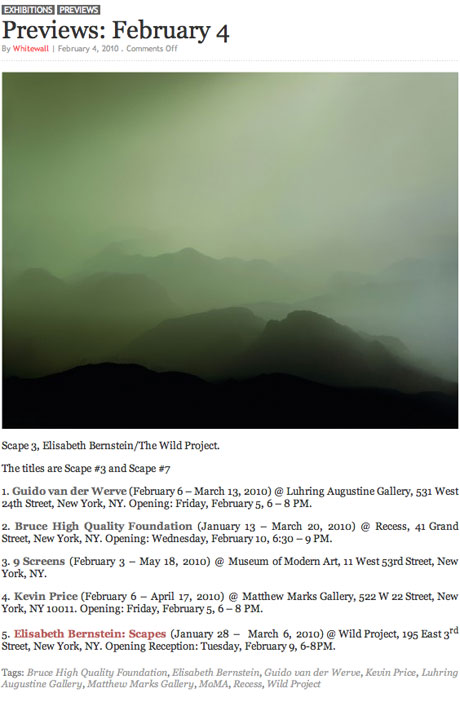 EXHIBITIONS PREVIEWS
Previews: February 4
By Whitewall | February 4, 2010 . Comments Off
Scape 3, Elisabeth Bernstein/The Wild Project.
The titles are Scape #3 and Scape #7
1. Guido van der Werve (February 6 – March 13, 2010) @ Luhring Augustine Gallery, 531 West
24th Street, New York, NY. Opening: Friday, February 5, 6 – 8 PM.
2. Bruce High Quality Foundation (January 13 – March 20, 2010) @ Recess, 41 Grand
Street, New York, NY. Opening: Wednesday, February 10, 6:30 – 9 PM.
3. 9 Screens (February 3 – May 18, 2010) @ Museum of Modern Art, 11 West 53rd Street, New
York, NY.
4. Kevin Price (February 6 – April 17, 2010) @ Matthew Marks Gallery, 522 W 22 Street, New
York, NY 10011. Opening: Friday, February 5, 6 – 8 PM.
5. Elisabeth Bernstein: Scapes (January 28 – March 6, 2010) @ Wild Project, 195 East 3rd
Street, New York, NY. Opening Reception: Tuesday, February 9, 6-8PM.
Tags: Bruce High Quality Foundation, Elisabeth Bernstein, Guido van der Werve, Kevin Price, Luhring
Augustine Gallery, Matthew Marks Gallery, MoMA, Recess, Wild Project